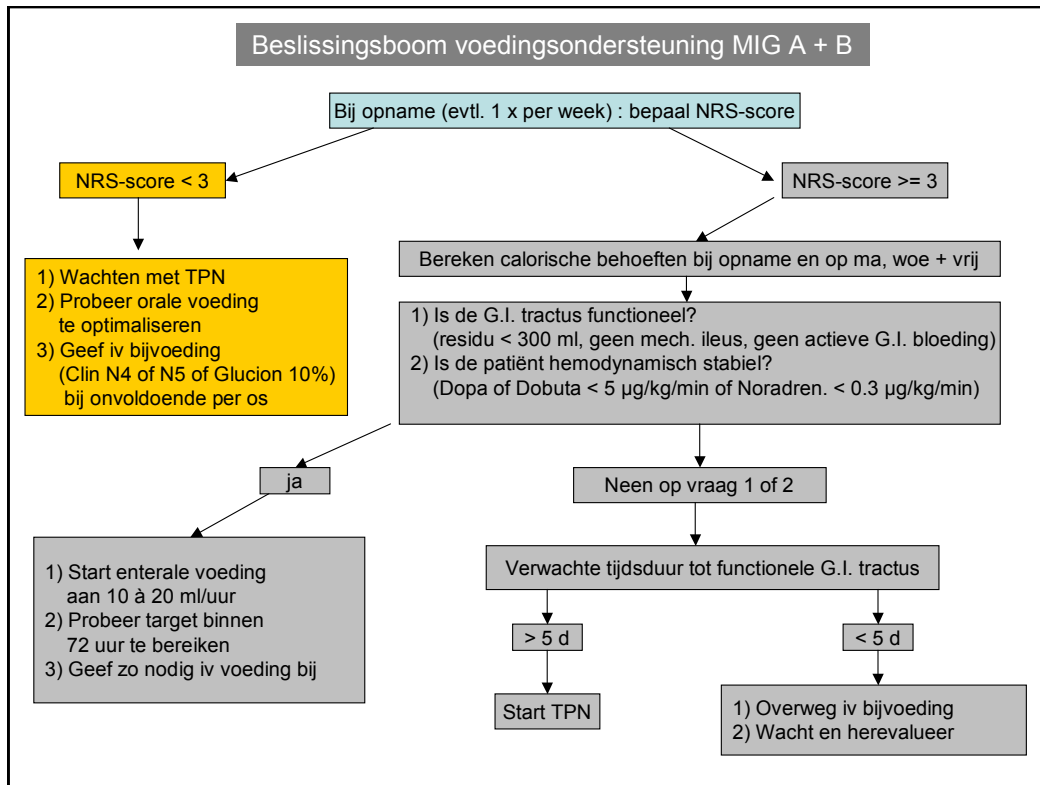 Beslissingsboom voedingsondersteuning MIG A + B
Bij opname (evtl. 1 x per week) : bepaal NRS-score
NRS-score < 3
NRS-score >= 3
1) Wachten met TPN
2) Probeer orale voeding
te optimaliseren
3) Geef iv bijvoeding
(Clin N4 of N5 of Glucion 10%)
bij onvoldoende per os
Bereken calorische behoeften bij opname en op ma, woe + vrij
1) Is de G.I. tractus functioneel?
(residu < 300 ml, geen mech. ileus, geen actieve G.I. bloeding)
2) Is de patiënt hemodynamisch stabiel?
(Dopa of Dobuta < 5 µg/kg/min of Noradren. < 0.3 µg/kg/min)
ja
Neen op vraag 1 of 2
1) Start enterale voeding
aan 10 à 20 ml/uur
2) Probeer target binnen
72 uur te bereiken
3) Geef zo nodig iv voeding bij
Verwachte tijdsduur tot functionele G.I. tractus
> 5 d
< 5 d
Start TPN
1) Overweg iv bijvoeding
2) Wacht en herevalueer